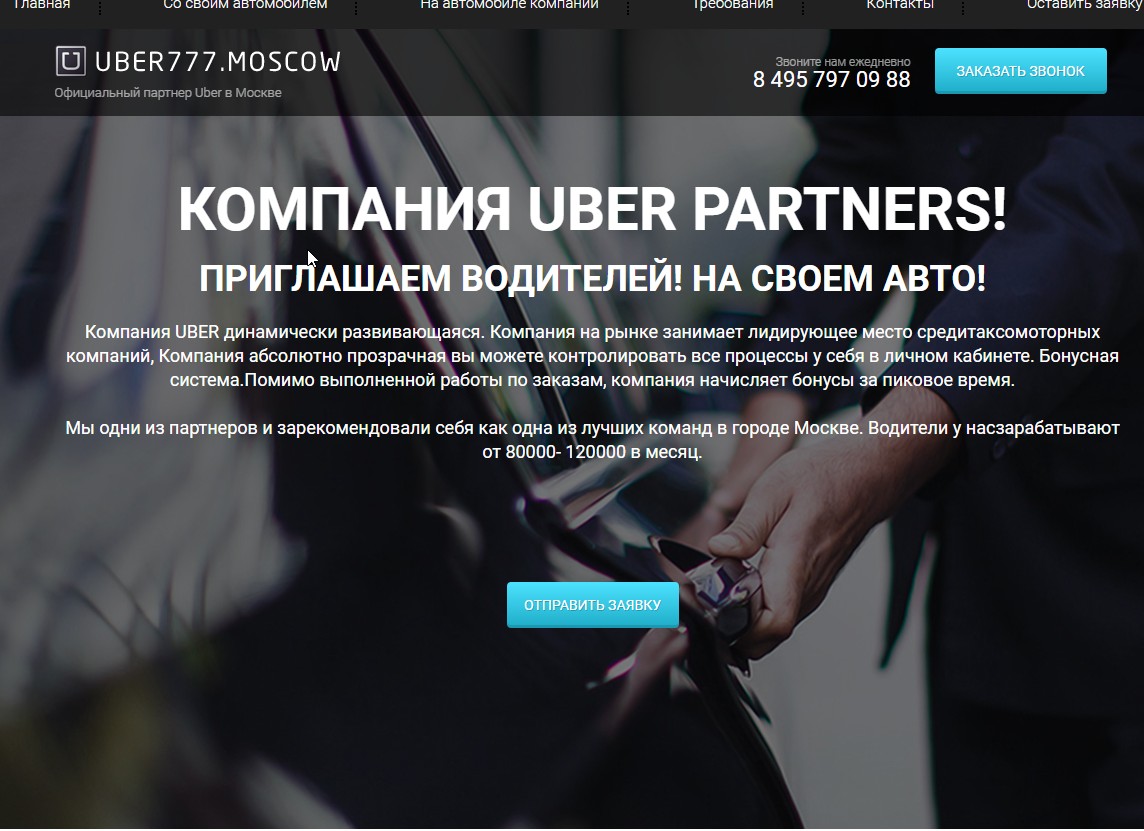 Главная Со своим автомобилем На автомобиле компании Требования Контакты Оставить заявку
UBER777.MOSCOW
Официальный партнер Uber в Москве
Звоните нам ежедневно
8 495 797 09 88
ЗАКАЗАТЬ ЗВОНОК
КОМПАНИЯ UBER PARTNERS!
ПРИГЛАШАЕМ ВОДИТЕЛЕЙ! НА СВОЕМ АВТО!
Компания UBER динамически развивающаяся. Компания на рынке занимает лидирующее место средитаксомоторных
компаний, Компания абсолютно прозрачная вы можете контролировать все процессы у себя в личном кабинете. Бонусная
система.Помимо выполненной работы по заказам, компания начисляет бонусы за пиковое время.
Мы одни из партнеров и зарекомендовали себя как одна из лучших команд в городе Москве. Водители у насзарабатывают
от 80000- 120000 в месяц.
ОТПРАВИТЬ ЗАЯВКУ